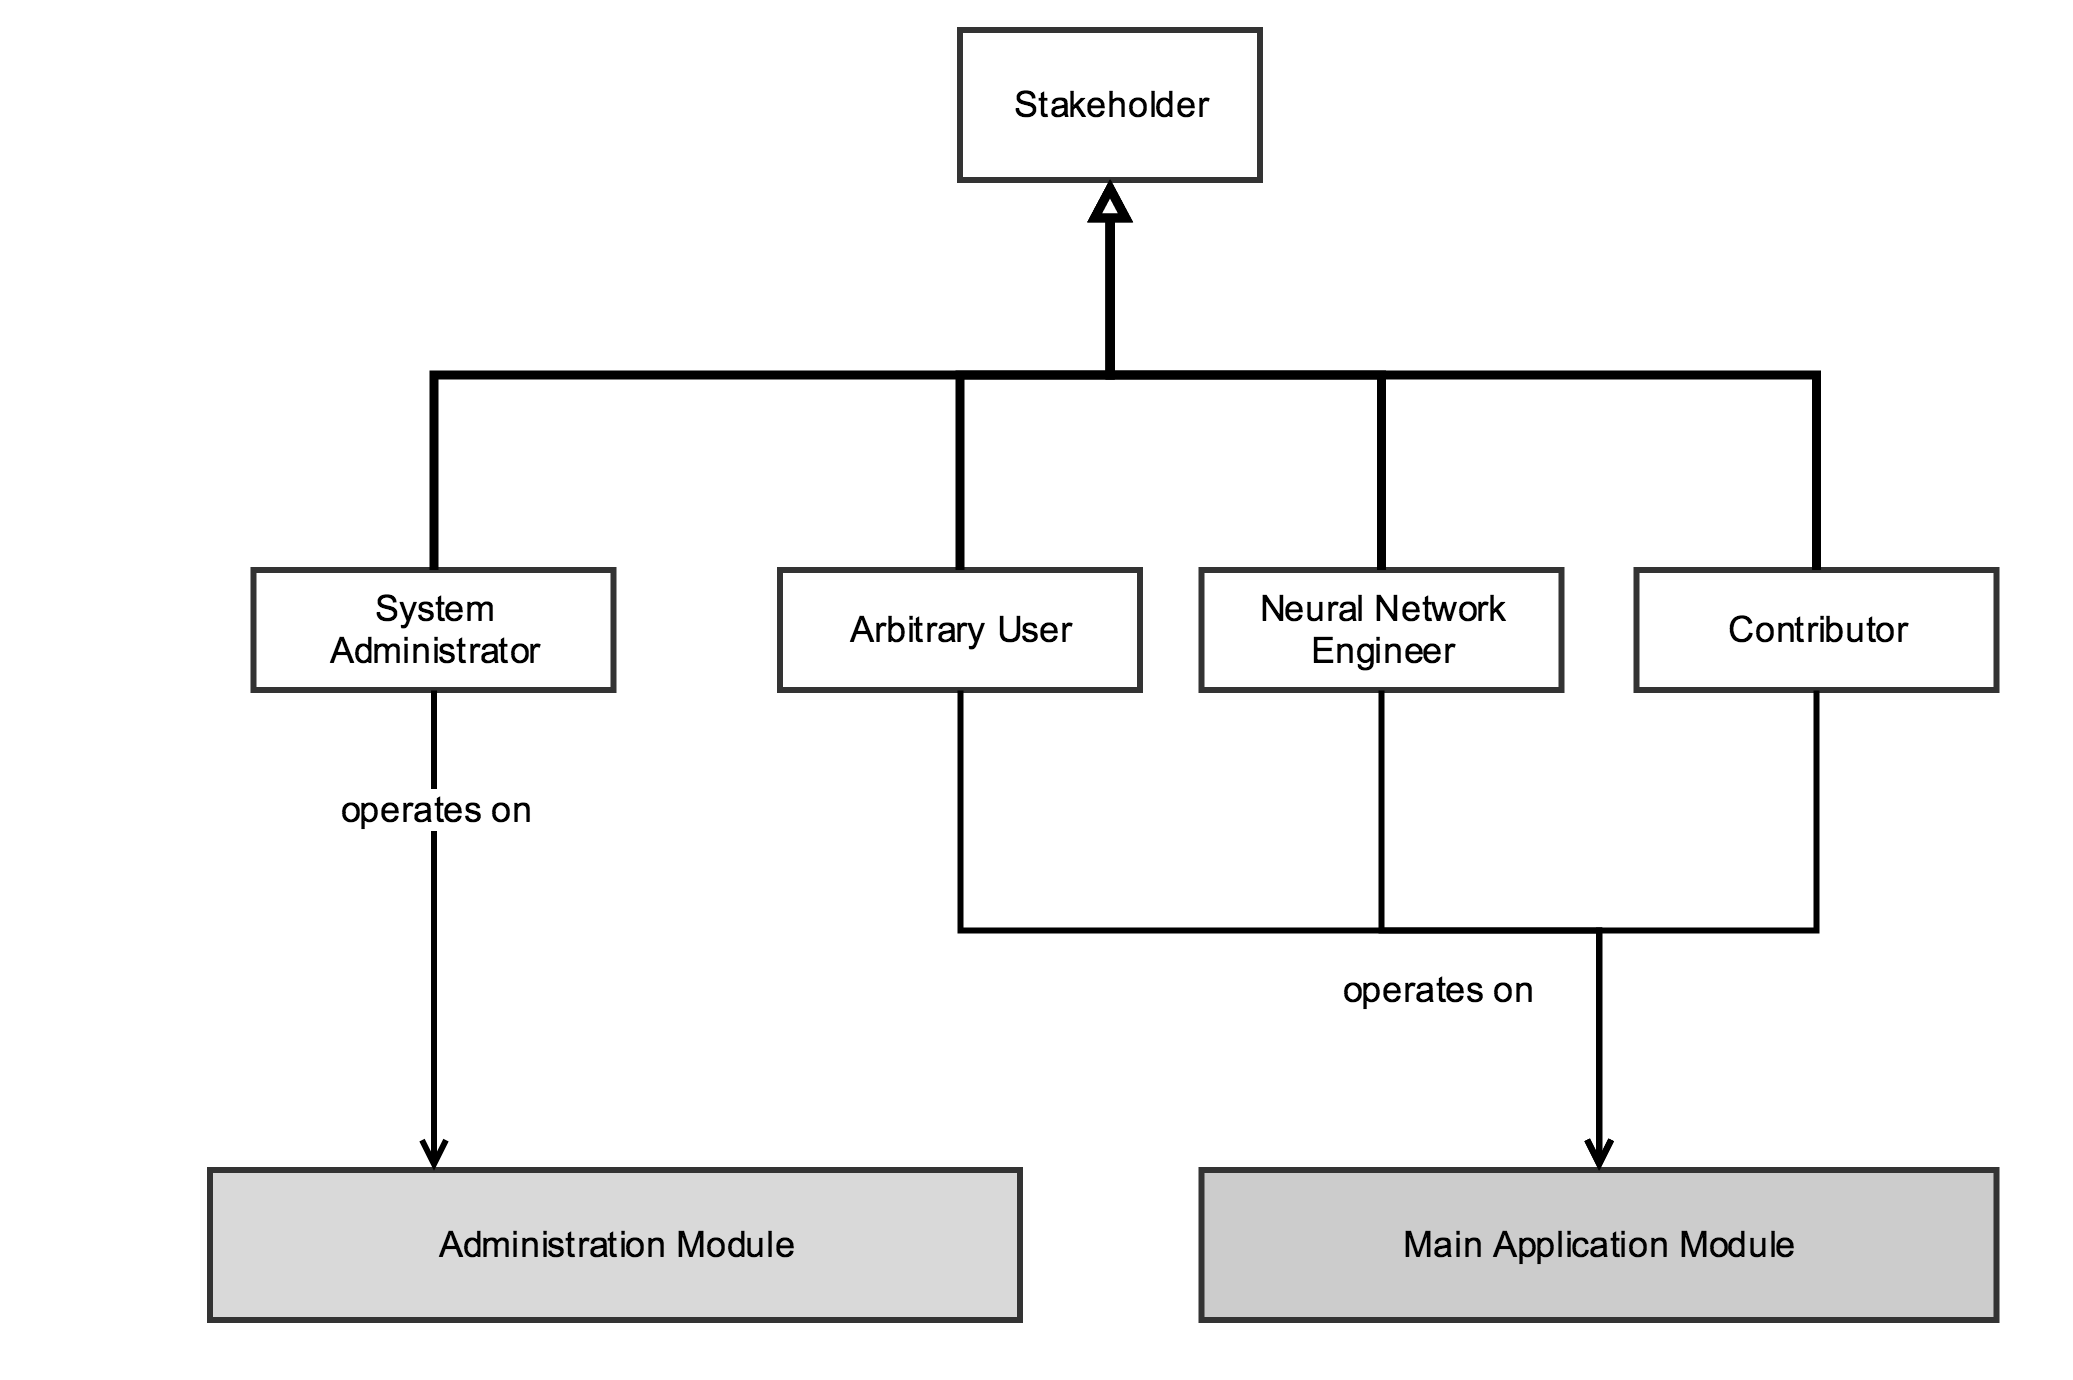 Stakeholder
System
Administrator
Arbitrary User
Neural Network
Engineer
Contributor
operates on
operates on
Administration Module
Main Application Module